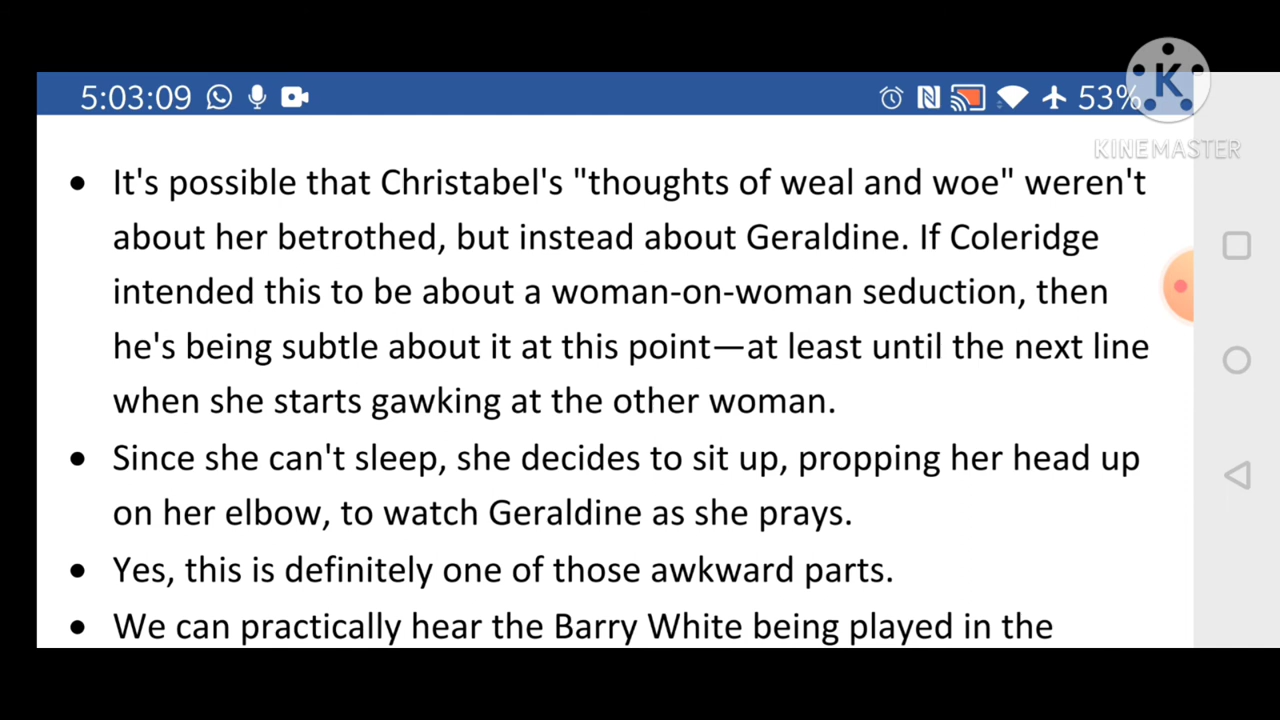 5:03:09 53%
K
KINEMASTER
• It's possible that Christabel's "thoughts of weal and woe" weren't
about her betrothed, but instead about Geraldine. If Coleridge
intended this to be about a woman-on-woman seduction, then
he's being subtle about it at this point—at least until the next line
when she starts gawking at the other woman.
• Since she can't sleep, she decides to sit up, propping her head up
on her elbow, to watch Geraldine as she prays.
• Yes, this is definitely one of those awkward parts.
• We can practically hear the Barry White being played in the